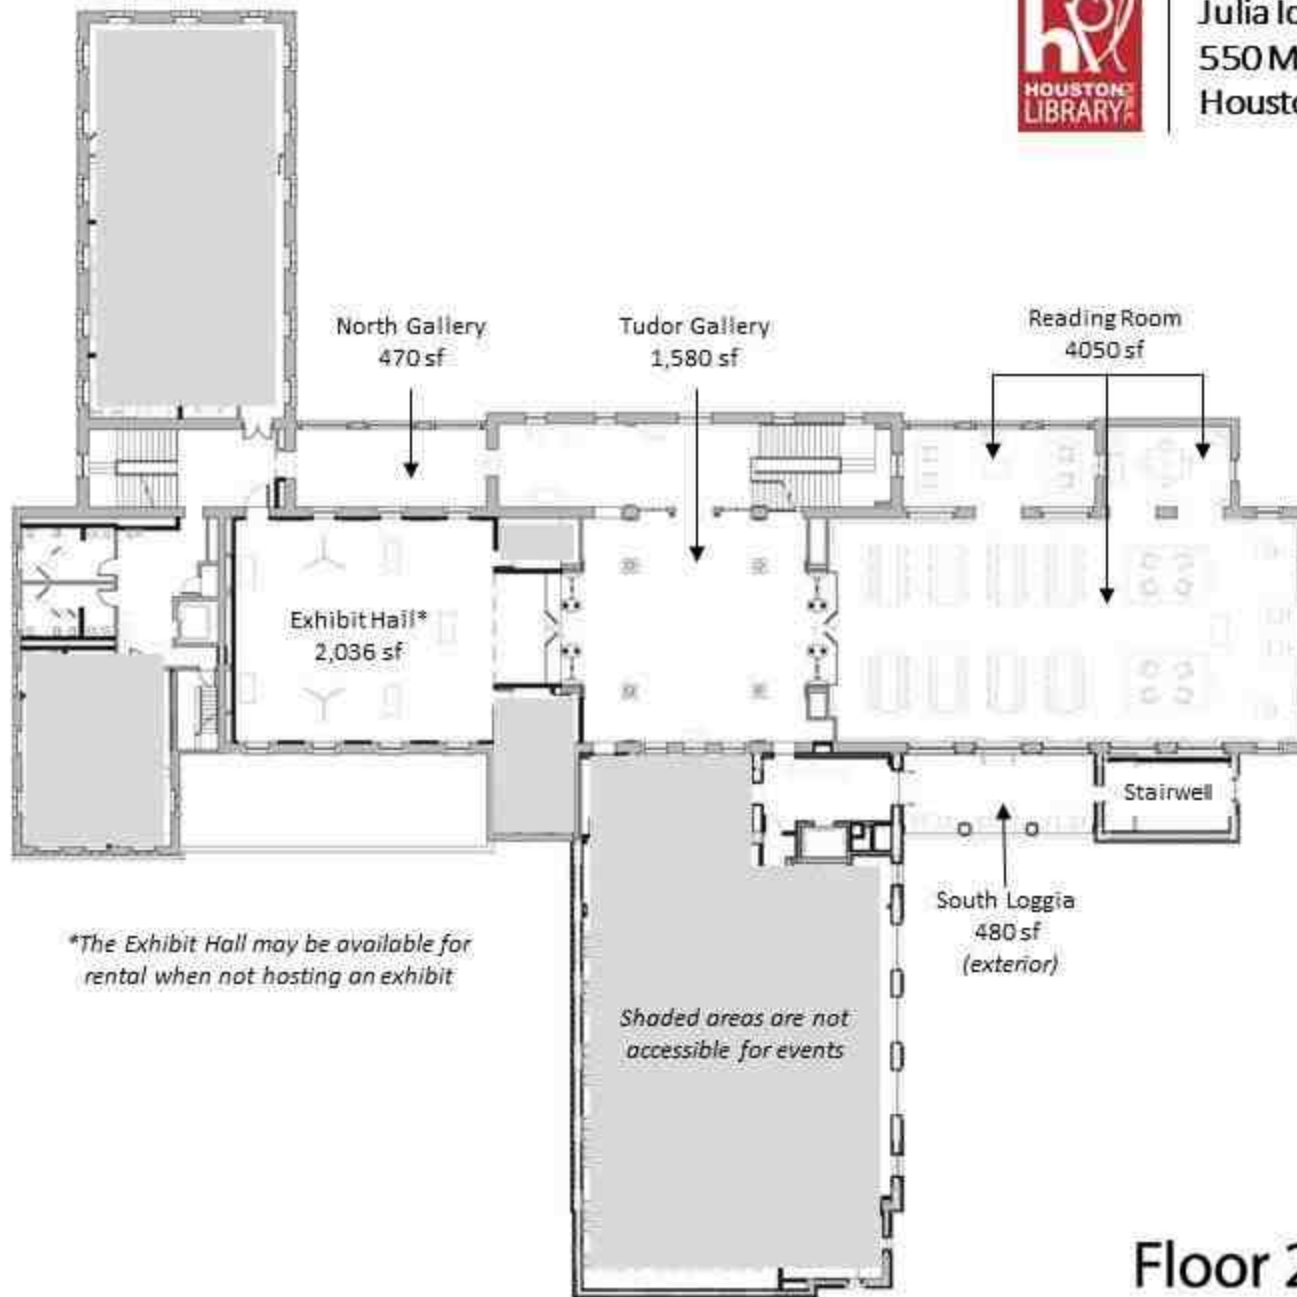 HOUSTON
LIBRARY
Julia
550 M
Housto
North Gallery
470 sf
Tudor Gallery
1,580 sf
Reading Room
4050 sf
Exhibit Hall*
2,036 sf
Stairwell
South Loggia
480 sf
(exterior)
*The Exhibit Hall may be available for
rental when not hosting an exhibit
Shaded areas are not
accessible for events
Floor 2